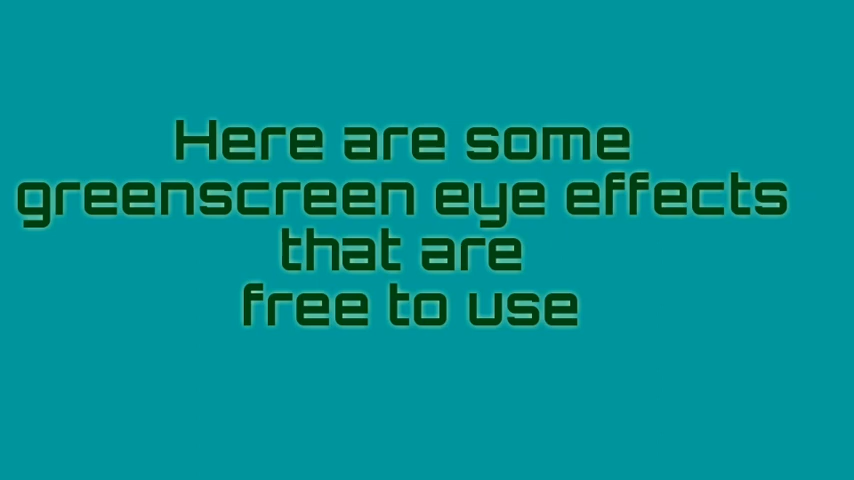 Here are some
greenscreen eye effects
that are
free to use